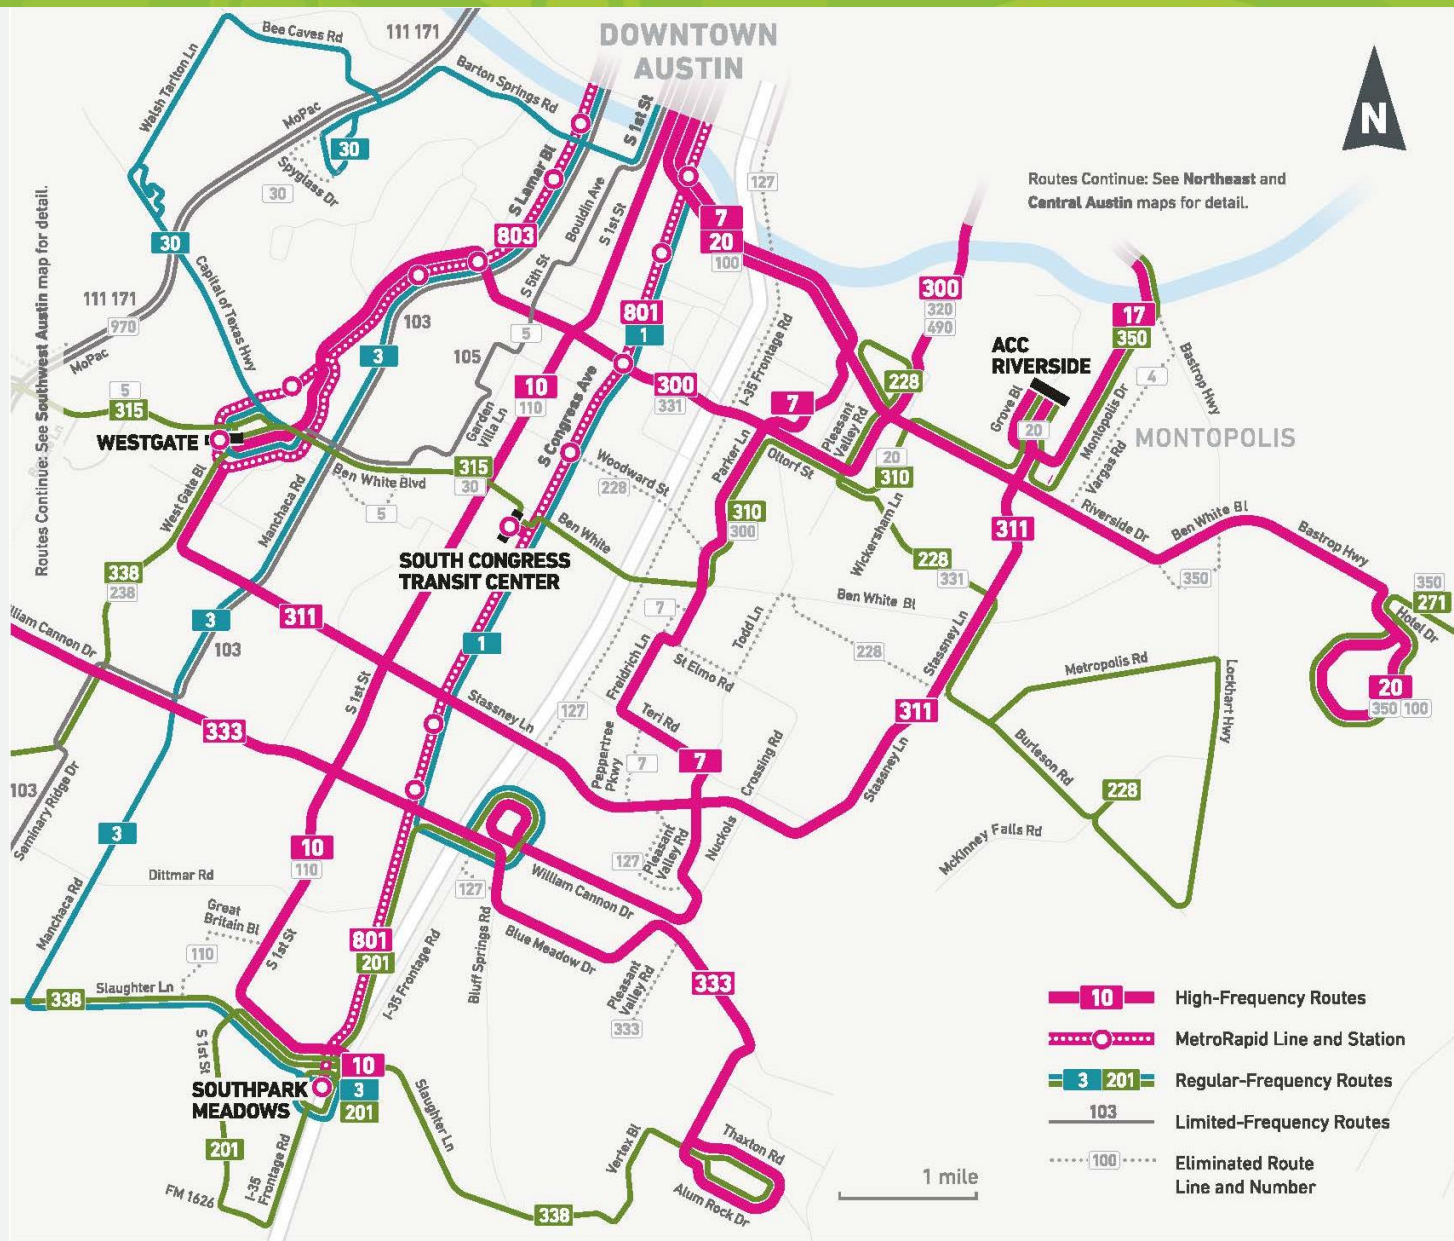 DOWNTOWN
AUSTIN
111 171
Bee Caves Rd
Walsh Tarlton Ln
MoPac
Barton Springs Rd
S 1st St
30
Spyglass Dr
30
S Lamar Bl
Bouldin Ave
S 1st St
127
N
Routes Continue: See Northeast and
Central Austin maps for detail.
Routes Continue: See Southwest Austin map for detail.
30
803
7
20
100
Capital of Texas Hwy
S 5th St
111 171
970
MoPac
103
801
1
5
300
320
490
17
350
I-35 Frontage Rd
ACC
RIVERSIDE
3
105
Bastrop Hwy
4
5
315
10
110
300
331
7
228
Grove Bl
20
Montopolis Dr
Vargas Rd
MONTOPOLIS
WESTGATE
Garden
Villa Ln
S Congress Ave
Pleasant
Valley Rd
Parker Ln
Oltorf St
20
310
315
30
Ben White Blvd
5
Woodward St
228
West Gate Bl
Manchaca Rd
310
300
Wickersham Ln
311
Riverside Dr
Ben White Bl
Bastrop Hwy
SOUTH CONGRESS
TRANSIT CENTER
Ben White
228
331
350
338
238
Ben White Bl
350
271
Hotel Dr
7
311
3
Todd Ln
Stassney Ln
lliam Cannon Dr
1
103
Freidrich Ln
St Elmo Rd
228
Metropolis Rd
Lockhart Hwy
20
350 100
S 1st St
Stassney Ln
127
Teri Rd
311
333
Peppertree
Pkwy
7
7
Crossing Rd
Stassney Ln
Burleson Rd
228
103
Seminary Ridge Dr
3
10
110
127
Pleasant
Valley Rd
Nuckols
McKinney Falls Rd
Dittmar Rd
127
William Cannon Dr
Manchaca Rd
Great
Britain Bl
110
S 1st St
801
201
I-35 Frontage Rd
Bluff Springs Rd
Blue Meadow Dr
Pleasant
Valley Rd
333
333
338
Slaughter Ln
S 1st St
10
3
201
SOUTHPARK
MEADOWS
201
Slaughter Ln
I-35
Frontage Rd
FM 1626
338
Vertex Bl
Thaxton Rd
Alum Rock Dr
1 mile
10
High-Frequency Routes
MetroRapid Line and Station
3 201
Regular-Frequency Routes
103
Limited-Frequency Routes
100
Eliminated Route
Line and Number